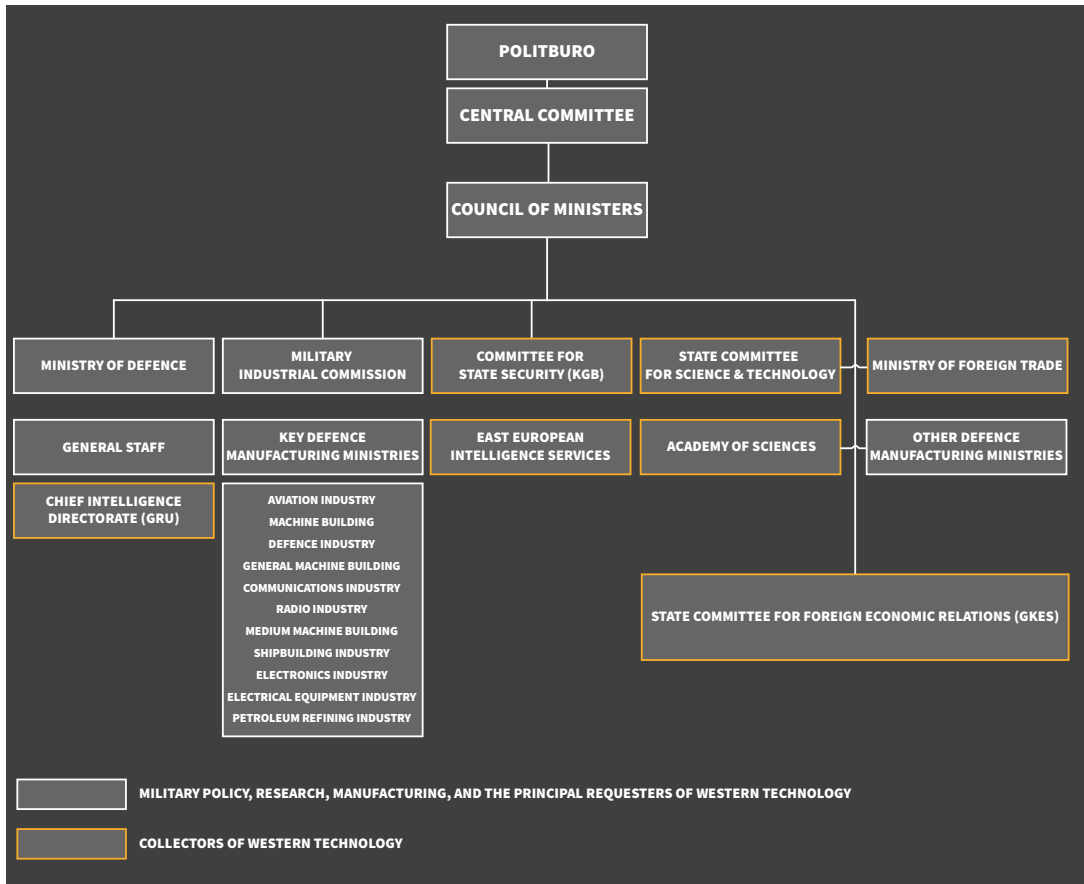 POLITBURO
CENTRAL COMMITTEE
COUNCIL OF MINISTERS
MINISTRY OF DEFENCE
MILITARY
INDUSTRIAL COMMISSION
COMMITTEE FOR
STATE SECURITY (KGB)
STATE COMMITTEE
FOR SCIENCE & TECHNOLOGY
MINISTRY OF FOREIGN TRADE
GENERAL STAFF
KEY DEFENCE
MANUFACTURING MINISTRIES
EAST EUROPEAN
INTELLIGENCE SERVICES
ACADEMY OF SCIENCES
OTHER DEFENCE
MANUFACTURING MINISTRIES
CHIEF INTELLIGENCE
DIRECTORATE (GRU)
AVIATION INDUSTRY
MACHINE BUILDING
DEFENCE INDUSTRY
GENERAL MACHINE BUILDING
COMMUNICATIONS INDUSTRY
RADIO INDUSTRY
MEDIUM MACHINE BUILDING
SHIPBUILDING INDUSTRY
ELECTRONICS INDUSTRY
ELECTRICAL EQUIPMENT INDUSTRY
PETROLEUM REFINING INDUSTRY
STATE COMMITTEE FOR FOREIGN ECONOMIC RELATIONS (GKES)
MILITARY POLICY, RESEARCH, MANUFACTURING, AND THE PRINCIPAL REQUESTERS OF WESTERN TECHNOLOGY
COLLECTORS OF WESTERN TECHNOLOGY